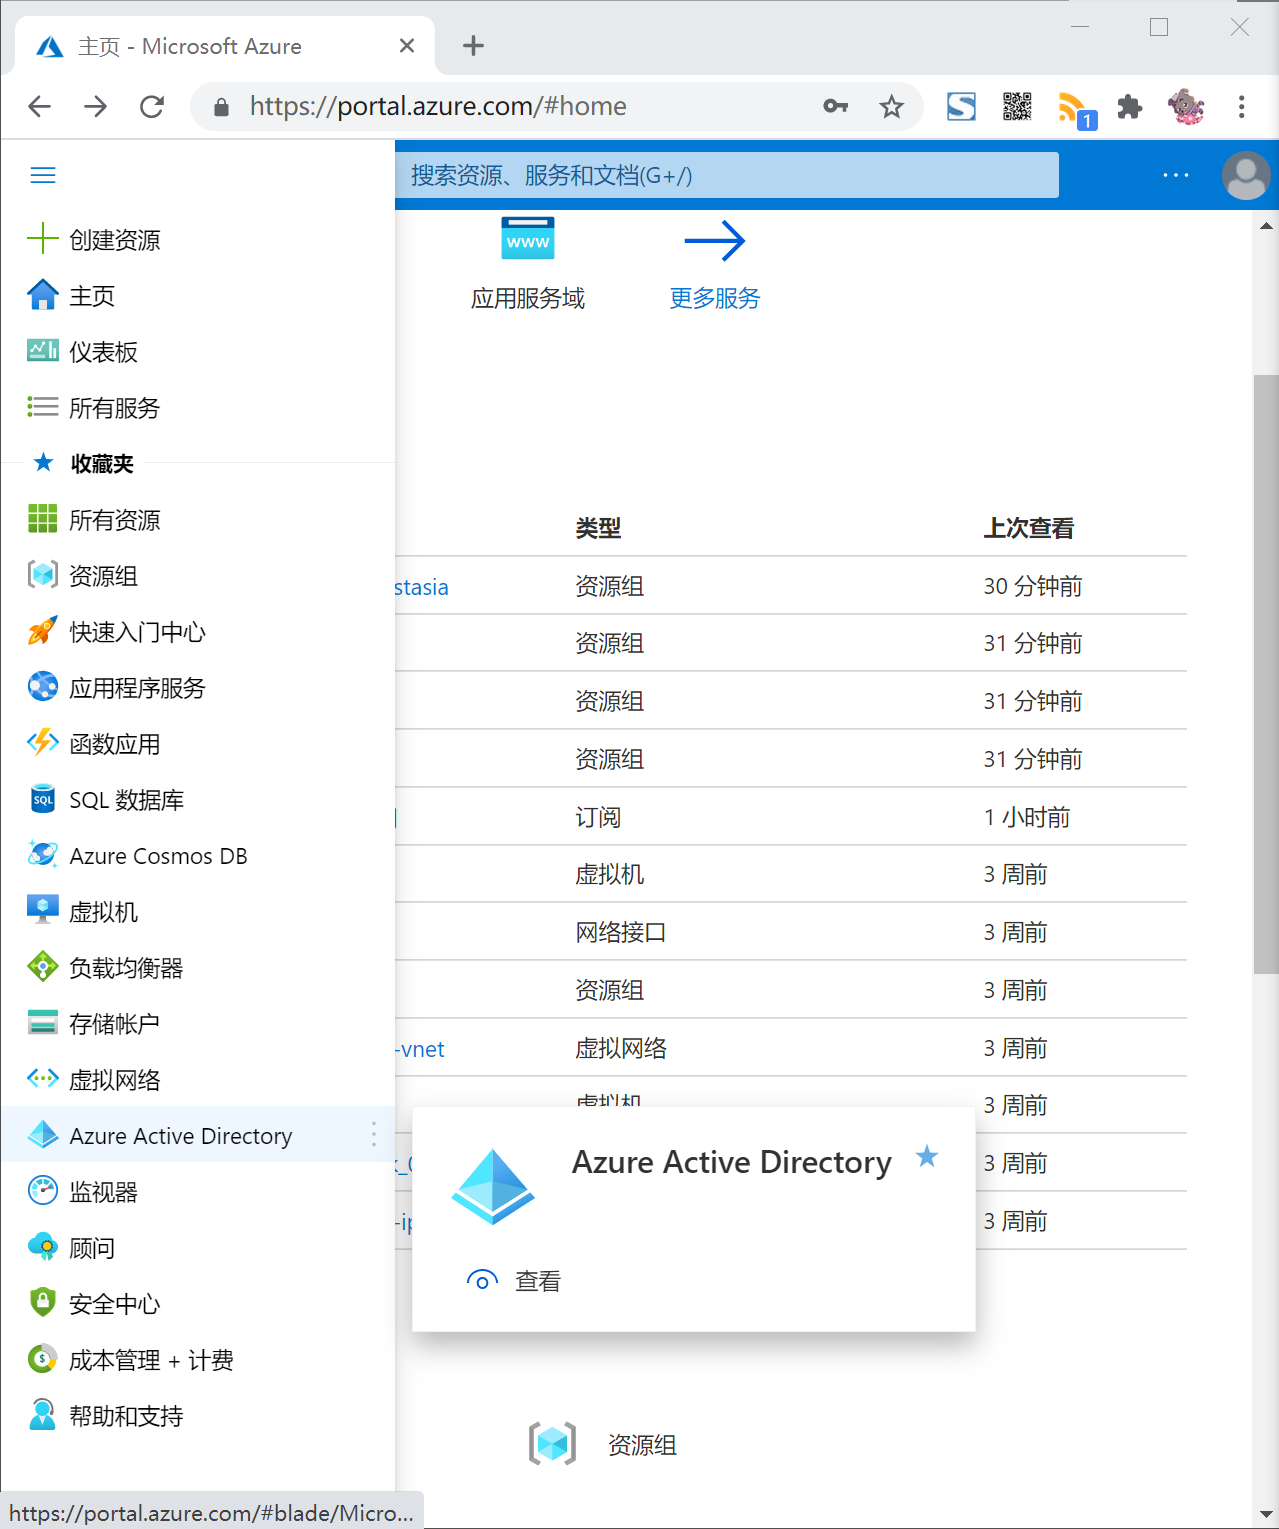 主页 - Microsoft Azure
https://portal.azure.com/#home
1
搜索资源、服务和文档(G+/)
创建资源
主页
仪表板
所有服务
收藏夹
所有资源
资源组
快速入门中心
应用程序服务
函数应用
SQL 数据库
SQL
Azure Cosmos DB
虚拟机
负载均衡器
存储帐户
虚拟网络
Azure Active Directory
监视器
顾问
安全中心
成本管理 + 计费
帮助和支持
www
应用服务域
更多服务
类型 上次查看
stasia 资源组 30 分钟前
资源组 31 分钟前
资源组 31 分钟前
资源组 31 分钟前
订阅 1 小时前
虚拟机 3 周前
网络接口 3 周前
资源组 3 周前
-vnet 虚拟网络 3 周前
虚拟机 3 周前
3 周前
-ip 3 周前
Azure Active Directory
查看
资源组
https://portal.azure.com/#blade/Micro...